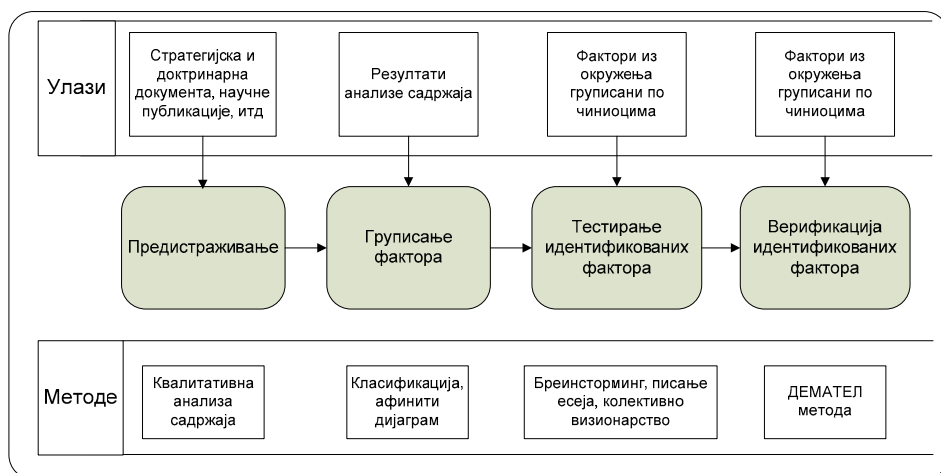 Улази
Стратегијска и
доктринарна
документа, научне
публикације, итд
Резултати
анализе садржаја
Фактори из
окружења
груписани по
чиниоцима
Фактори из
окружења
груписани по
чиниоцима
Предистраживање
Груписање
фактора
Тестирање
идентификованих
фактора
Верификација
идентификованих
фактора
Методе
Квалитативна
анализа
садржаја
Класификација,
афинити
дијаграм
Бреинсторминг, писање
есеја, колективно
визионарство
ДЕМАТЕЛ
метода